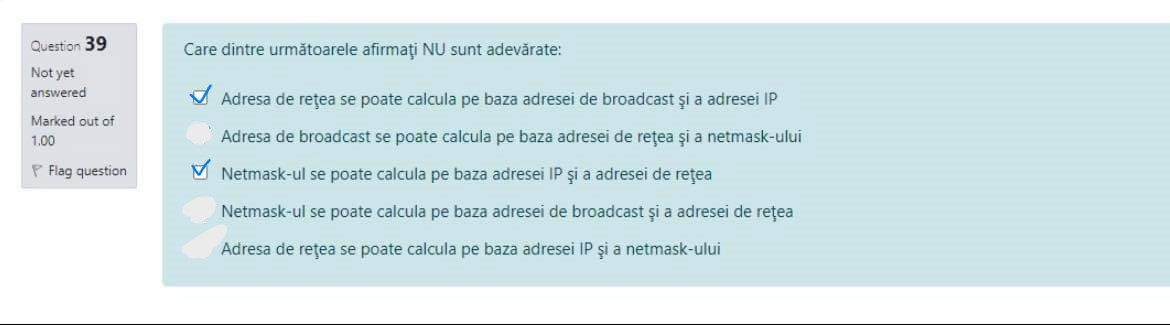 Question 39
Not yet
answered
Marked out of
1.00
Flag question
Care dintre următoarele afirmaţi NU sunt adevărate:
Adresa de reţea se poate calcula pe baza adresei de broadcast şi a adresei IP
Adresa de broadcast se poate calcula pe baza adresei de reţea şi a netmask-ului
Netmask-ul se poate calcula pe baza adresei IP şi a adresei de reţea
Netmask-ul se poate calcula pe baza adresei de broadcast şi a adresei de reţea
Adresa de reţea se poate calcula pe baza adresei IP şi a netmask-ului